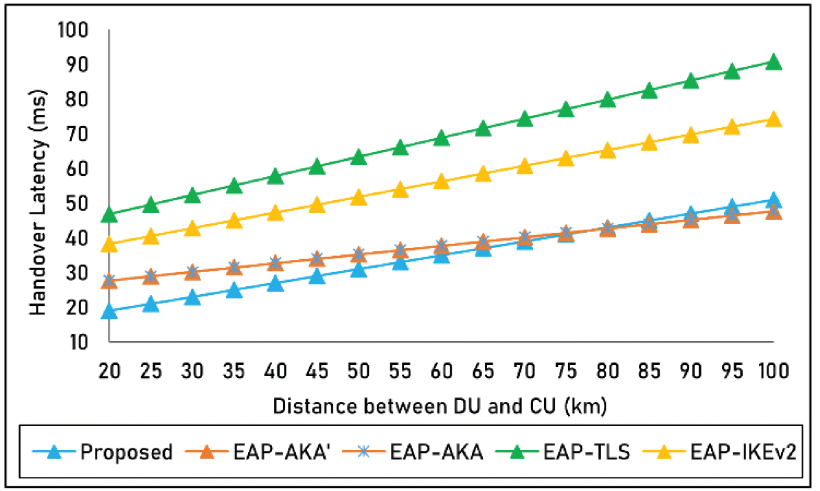 100
90
80
70
60
50
40
30
20
10
Handover Latency (ms)
20 25 30 35 40 45 50 55 60 65 70 75 80 85 90 95 100
Distance between DU and CU (km)
Proposed EAP-AKA' EAP-AKA EAP-TLS EAP-IKEv2